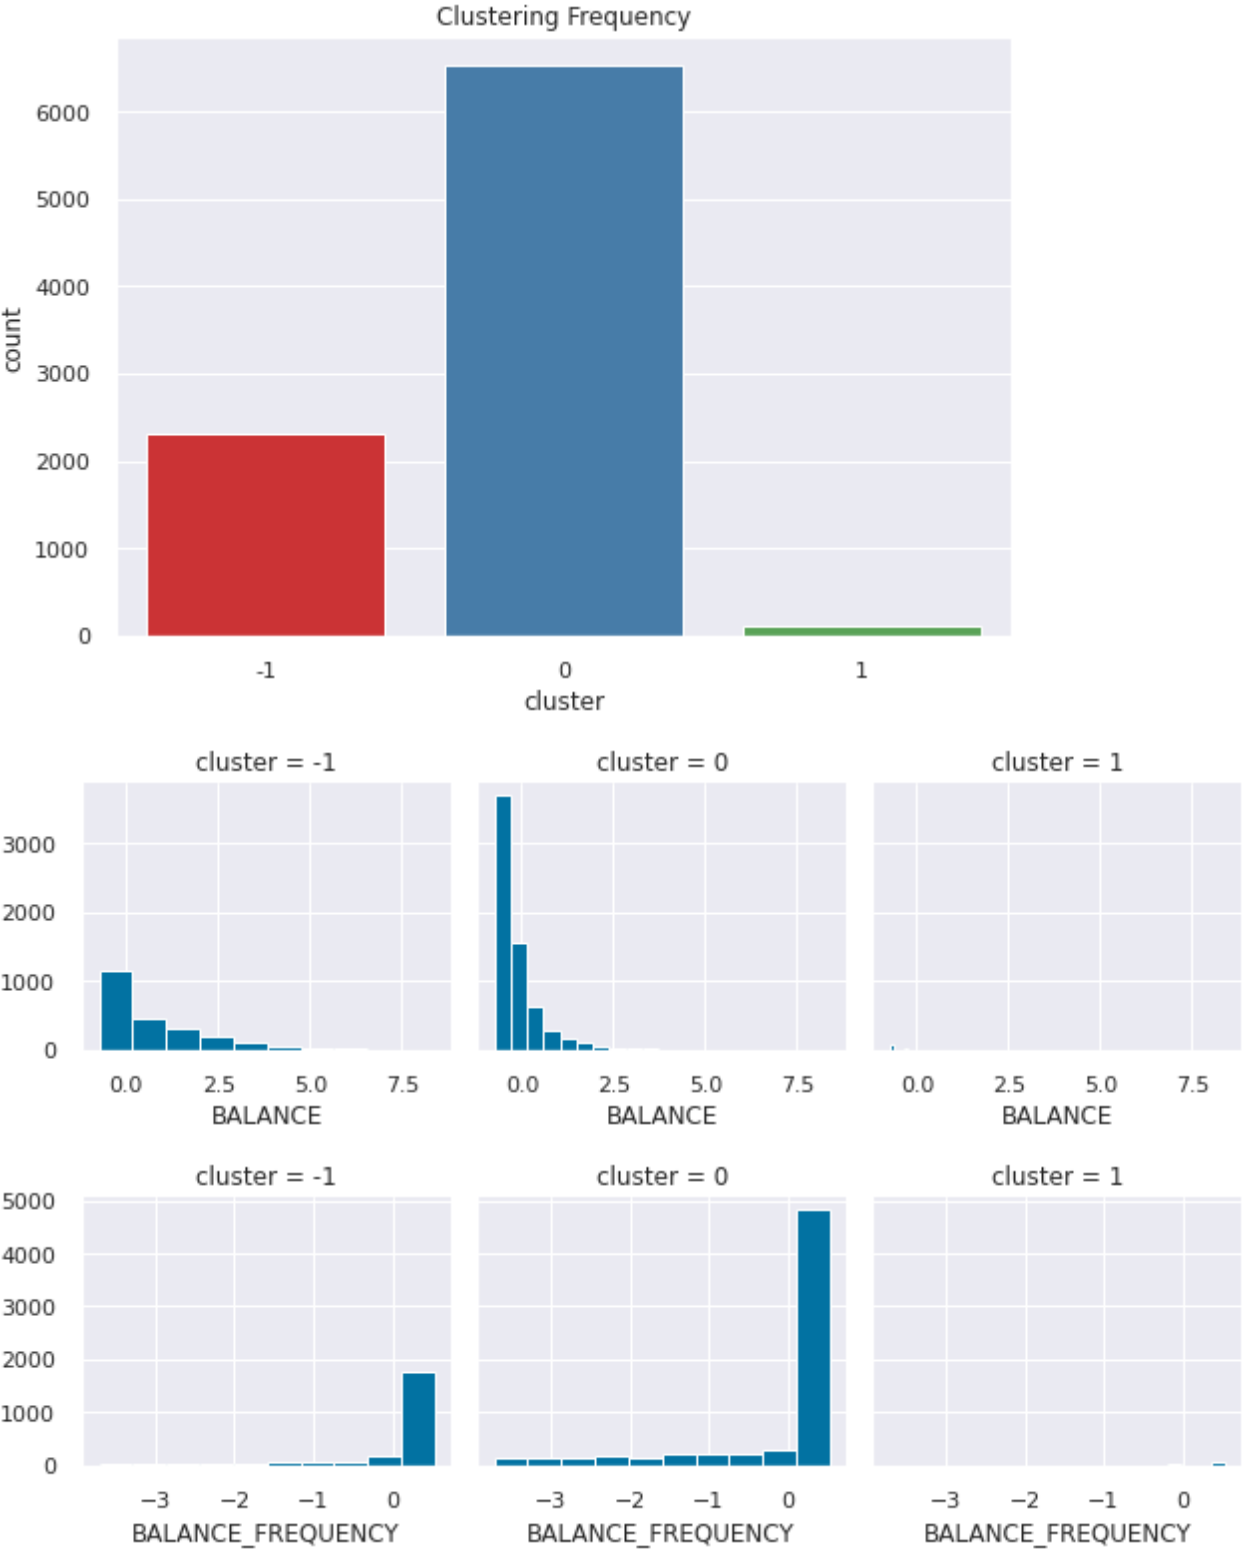 Clustering Frequency
6000
5000
4000
3000
2000
1000
0
count
-1 0 1
cluster
cluster = -1 cluster = 0 cluster = 1
3000
2000
1000
0
0.0 2.5 5.0 7.5 0.0 2.5 5.0 7.5 0.0 2.5 5.0 7.5
BALANCE BALANCE BALANCE
cluster = -1 cluster = 0 cluster = 1
5000
4000
3000
2000
1000
0
−3 −2 −1 0 −3 −2 −1 0 −3 −2 −1 0
BALANCE_FREQUENCY BALANCE_FREQUENCY BALANCE_FREQUENCY